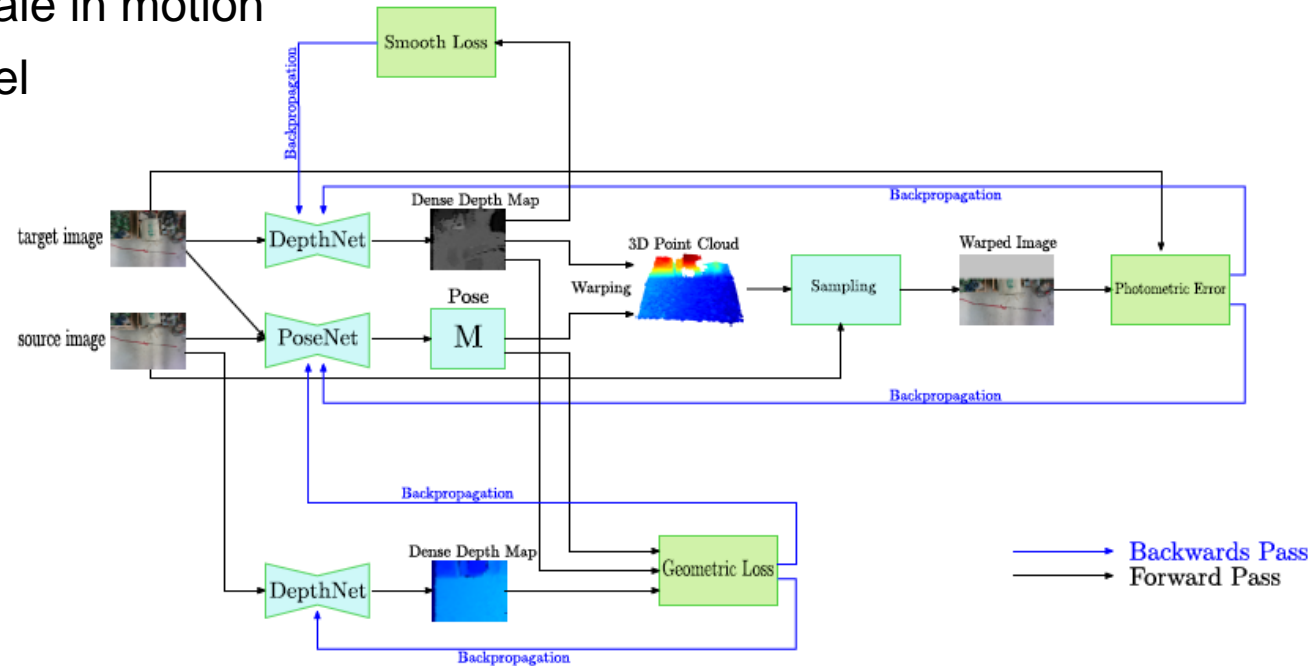 ale in motion
el
Smooth Loss
Backpropagation
Backpropagation
Dense Depth Map
target image
DepthNet
3D Point Cloud
Warped Image
Warping
Sampling
Photometric Error
Pose
source image
PoseNet
M
Backpropagation
Backpropagation
Dense Depth Map
Geometric Loss
DepthNet
Backpropagation
Backwards Pass
Forward Pass